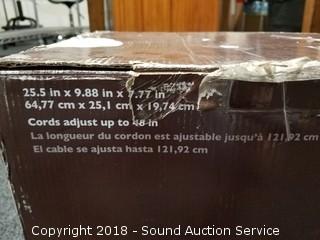 25.5 in x 9.88 in x 7.77 in
64,77 cm x 25,1 cm x 19,74 cm
Cords adjust up to 48 in
La longueur du cordon est ajustable jusqu'à 121,92 cm
El cable se ajusta hasta 121,92 cm
Copyright 2018 - Sound Auction Service